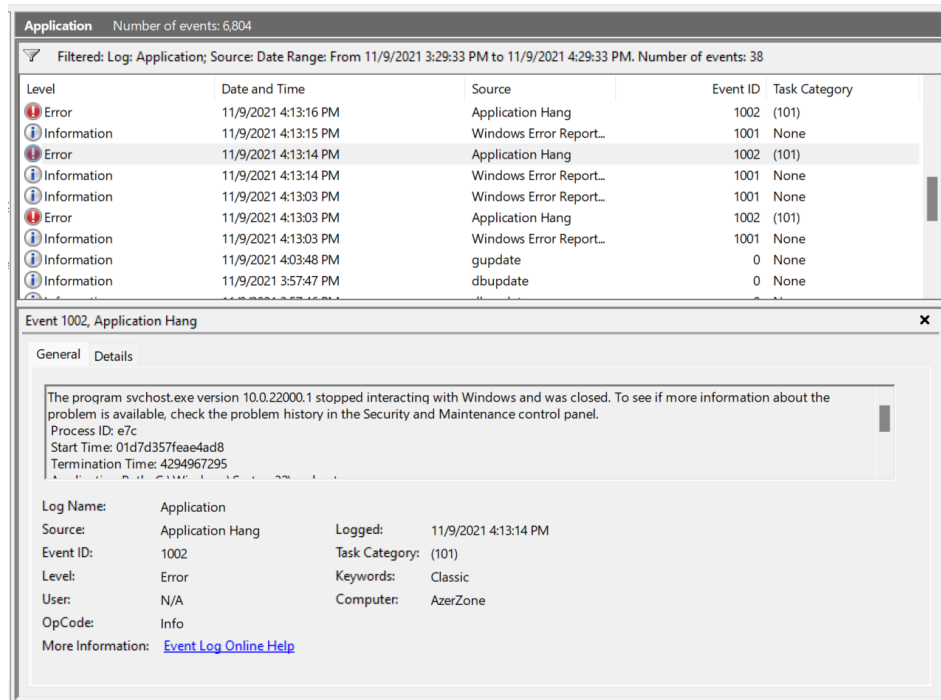 Application Number of events: 6,804
Filtered: Log: Application; Source: Date Range: From 11/9/2021 3:29:33 PM to 11/9/2021 4:29:33 PM. Number of events: 38
Level Date and Time Source Event ID Task Category
Error 11/9/2021 4:13:16 PM Application Hang 1002 (101)
Information 11/9/2021 4:13:15 PM Windows Error Report... 1001 None
Error 11/9/2021 4:13:14 PM Application Hang 1002 (101)
Information 11/9/2021 4:13:14 PM Windows Error Report... 1001 None
Information 11/9/2021 4:13:03 PM Windows Error Report... 1001 None
Error 11/9/2021 4:13:03 PM Application Hang 1002 (101)
Information 11/9/2021 4:13:03 PM Windows Error Report... 1001 None
Information 11/9/2021 4:03:48 PM gupdate 0 None
Information 11/9/2021 3:57:47 PM dbupdate 0 None
Event 1002, Application Hang
General Details
The program svchost.exe version 10.0.22000.1 stopped interacting with Windows and was closed. To see if more information about the
problem is available, check the problem history in the Security and Maintenance control panel.
Process ID: e7c
Start Time: 01d7d357feae4ad8
Termination Time: 4294967295
Log Name: Application
Source: Application Hang Logged: 11/9/2021 4:13:14 PM
Event ID: 1002 Task Category: (101)
Level: Error Keywords: Classic
User: N/A Computer: AzerZone
OpCode: Info
More Information: Event Log Online Help